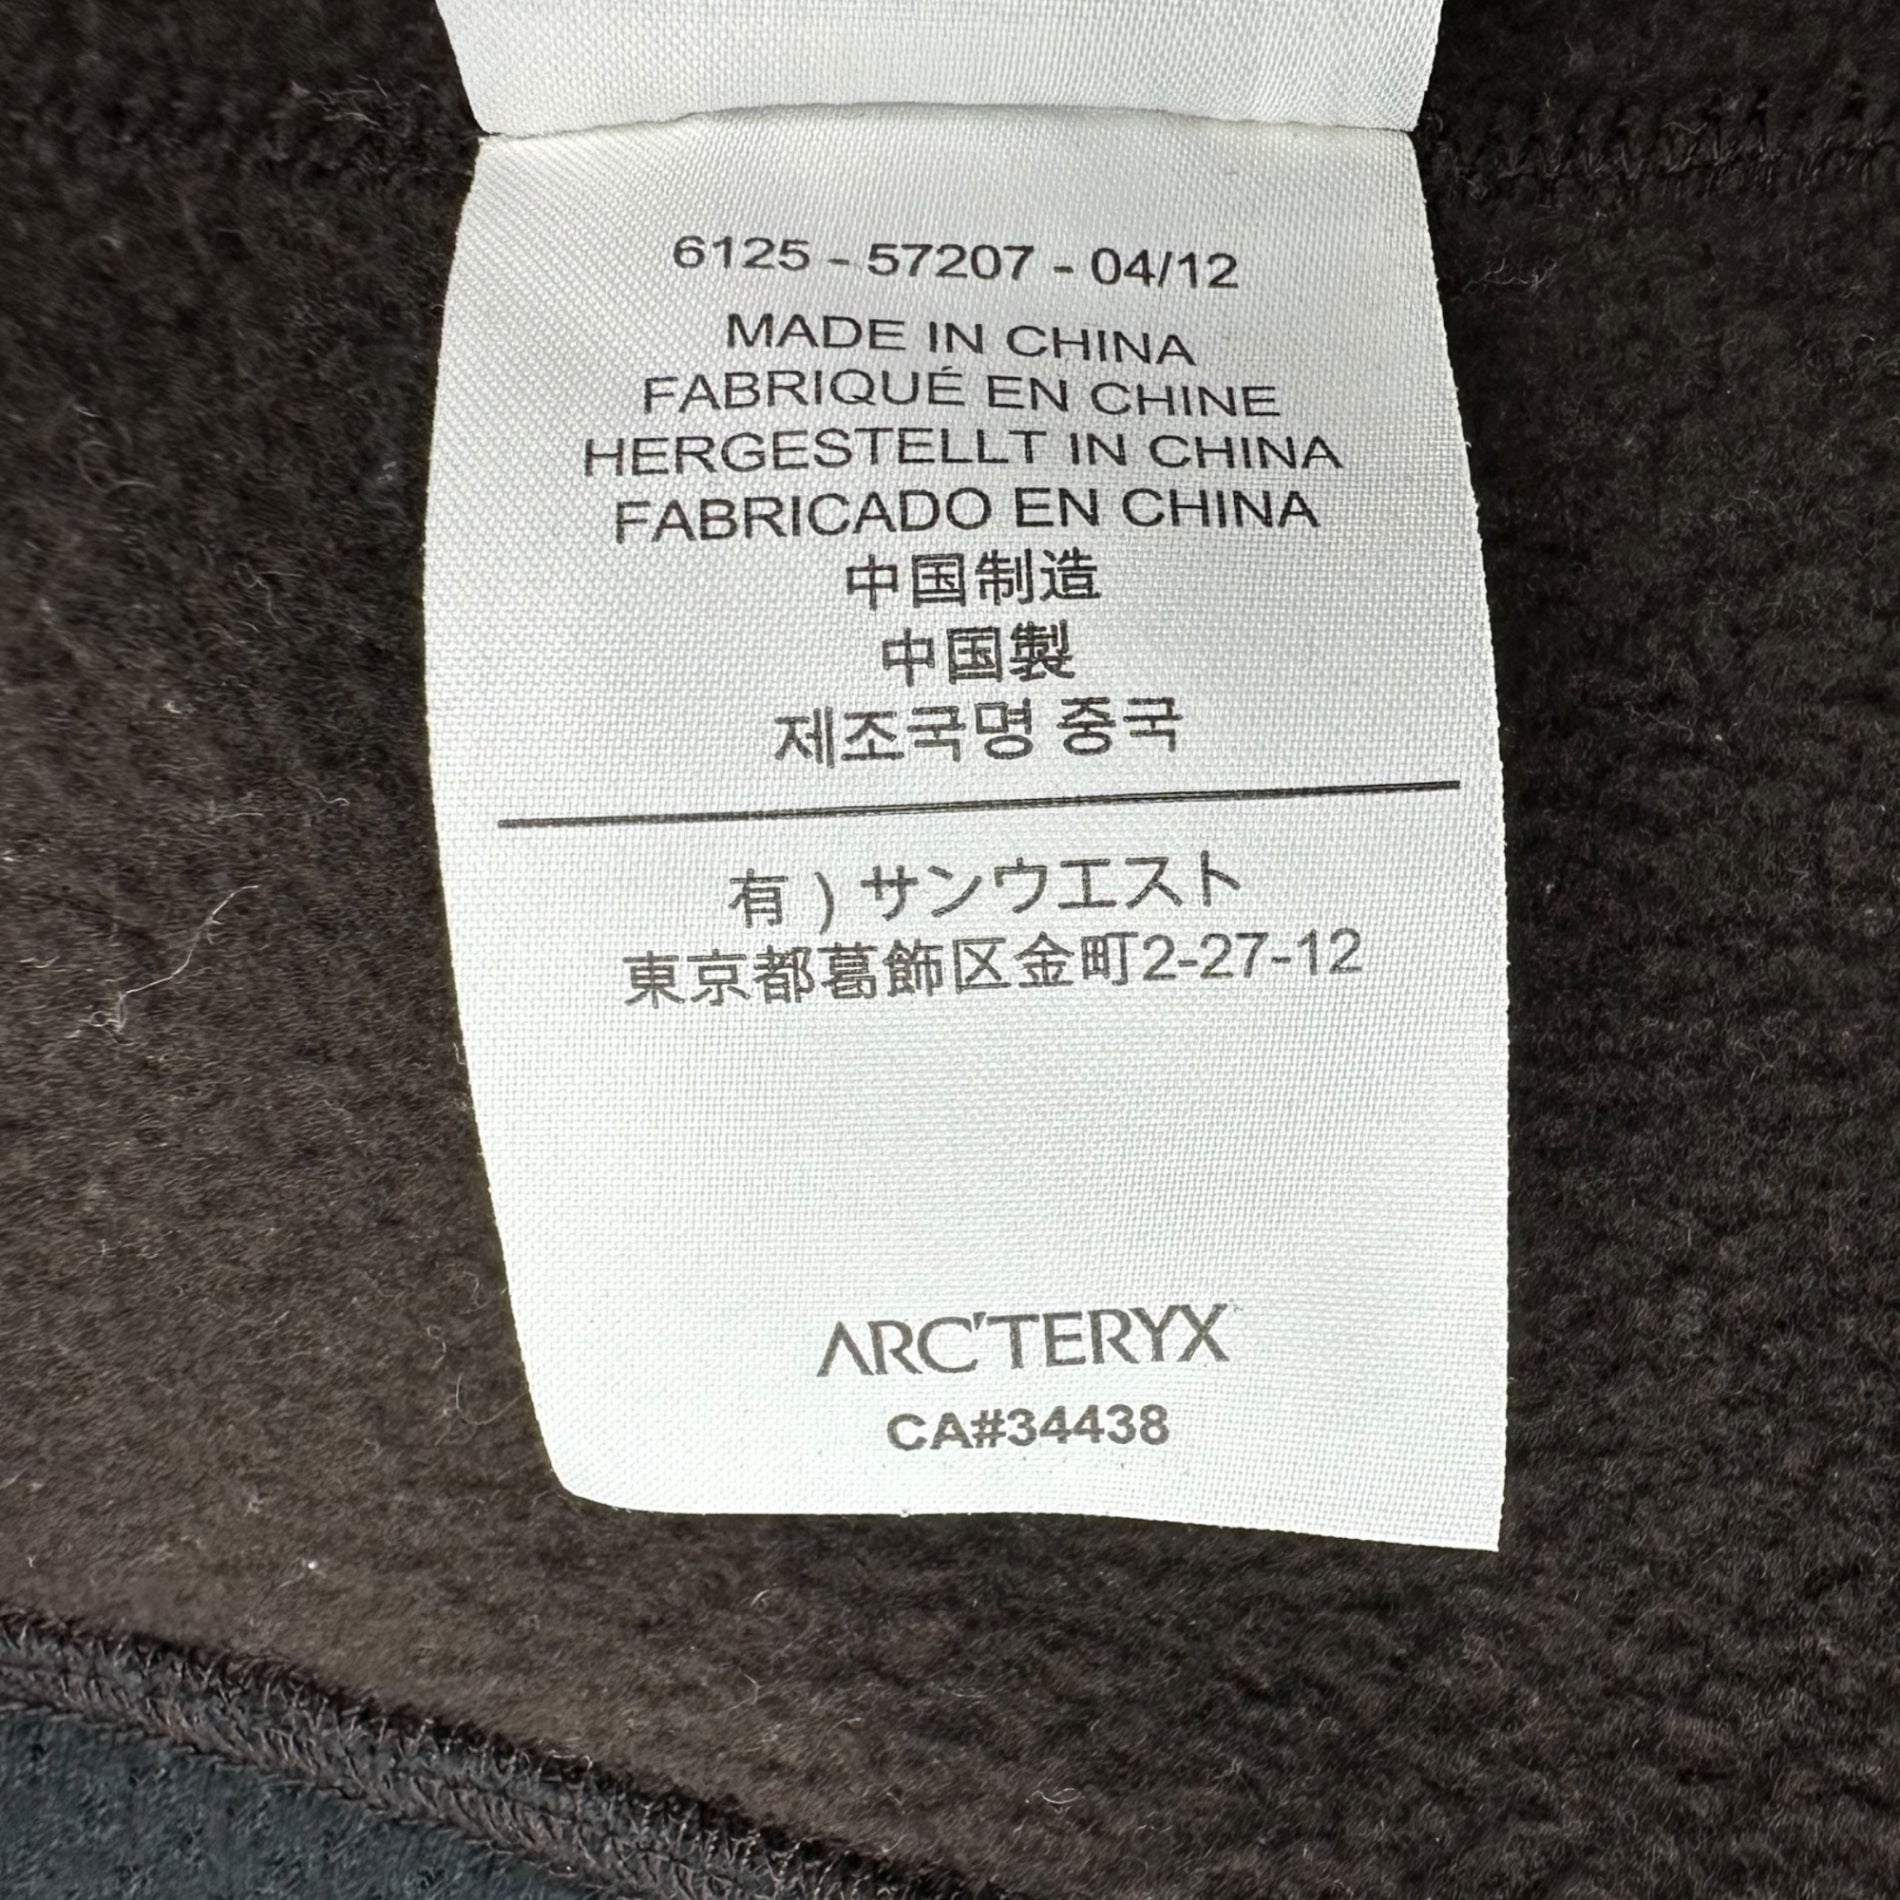 6125 - 57207 - 04/12
MADE IN CHINA
FABRIQUÉ EN CHINE
HERGESTELLT IN CHINA
FABRICADO EN CHINA
中国制造
中国製
제조국명 중국
有 ) サンウエスト
東京都葛飾区金町2-27-12
ARC'TERYX
CA#34438